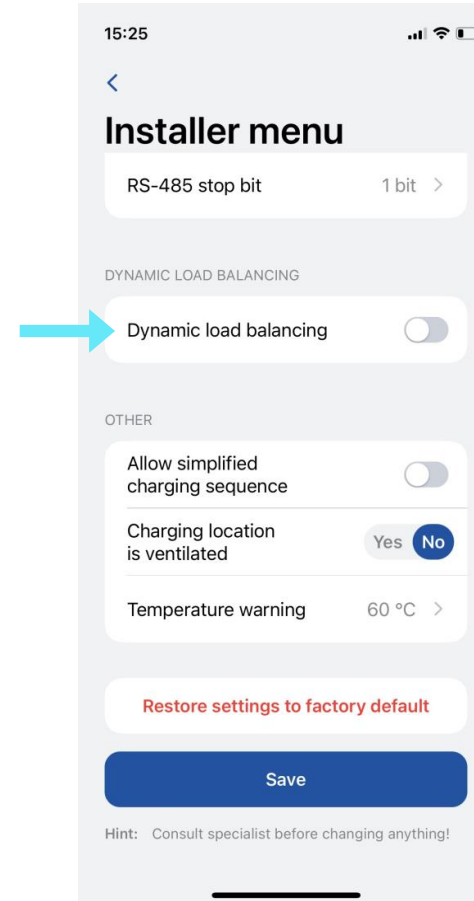 15:25
Installer menu
RS-485 stop bit 1 bit
DYNAMIC LOAD BALANCING
Dynamic load balancing
OTHER
Allow simplified
charging sequence
Charging location
is ventilated
Yes No
Temperature warning 60 °C
Restore settings to factory default
Save
Hint: Consult specialist before changing anything!